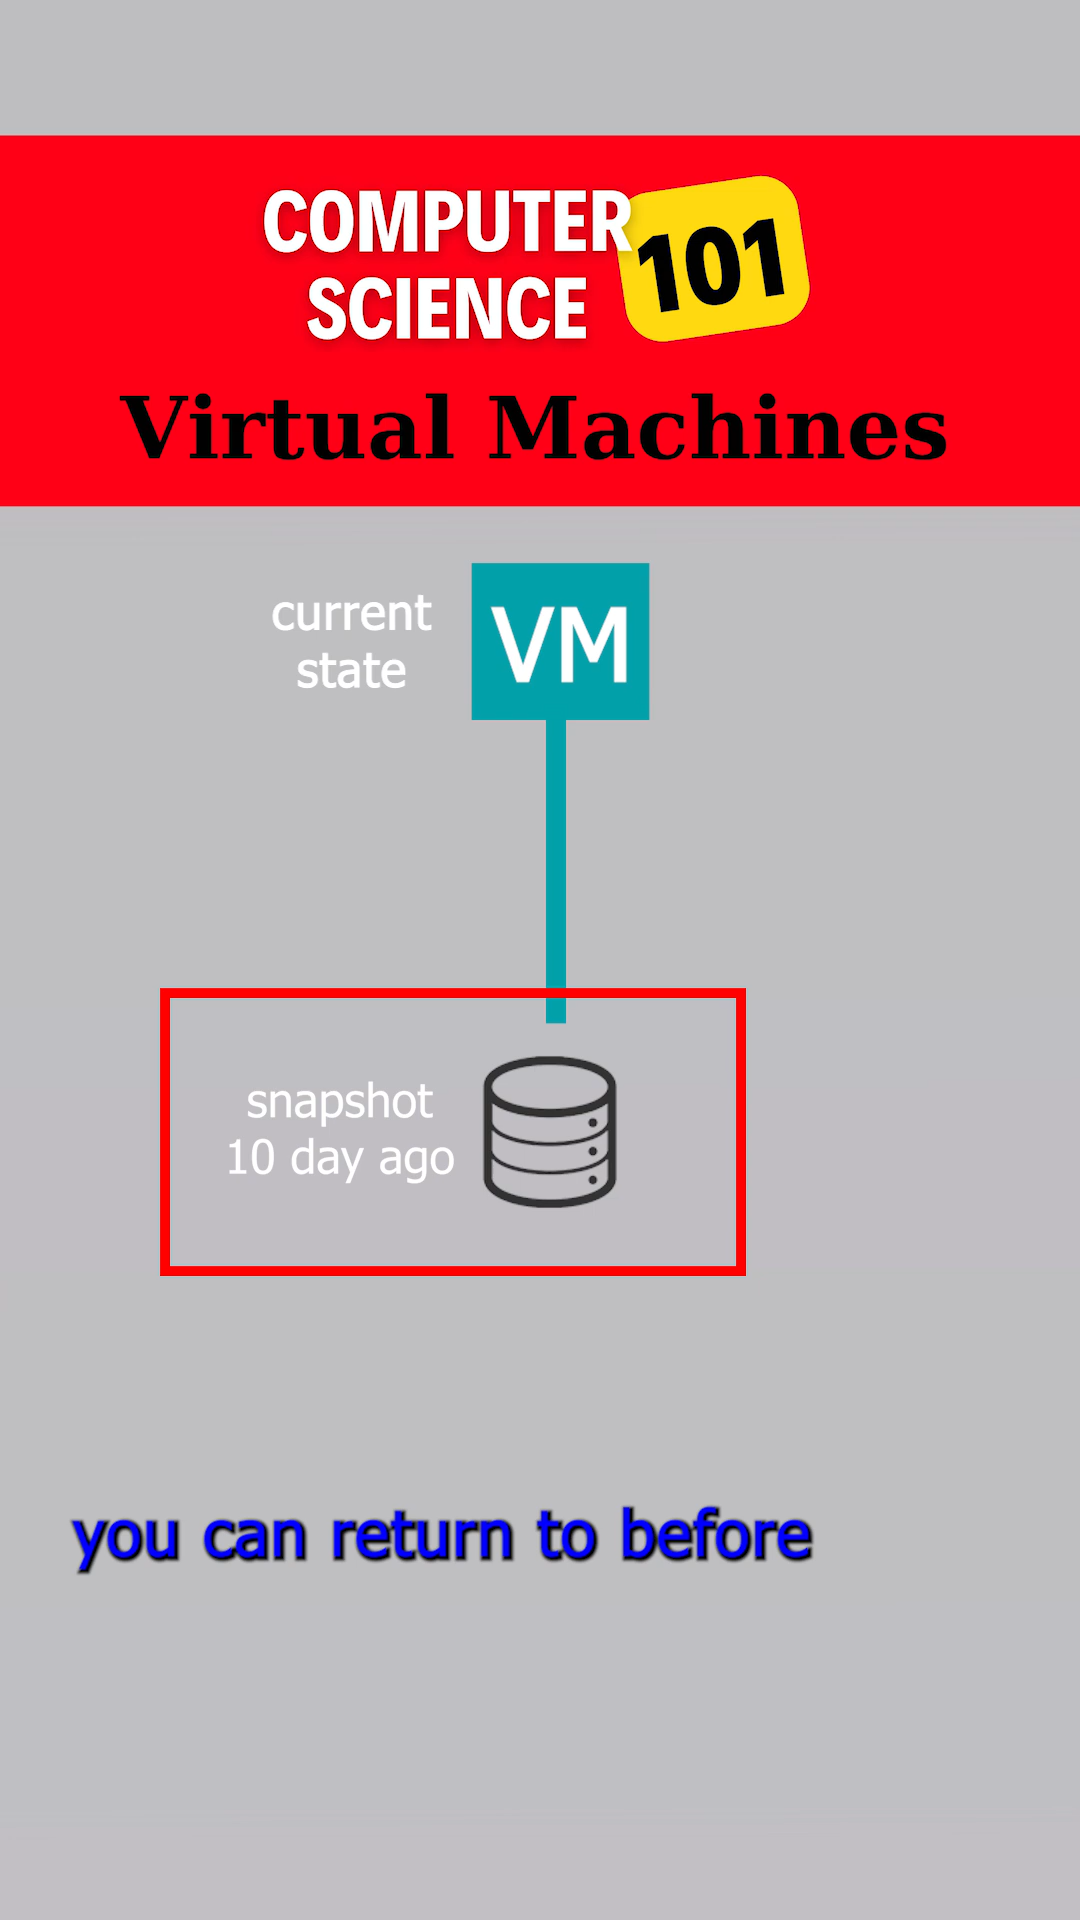 COMPUTER
SCIENCE 101
Virtual Machines
current
state
VM
snapshot
10 day ago
you can return to before